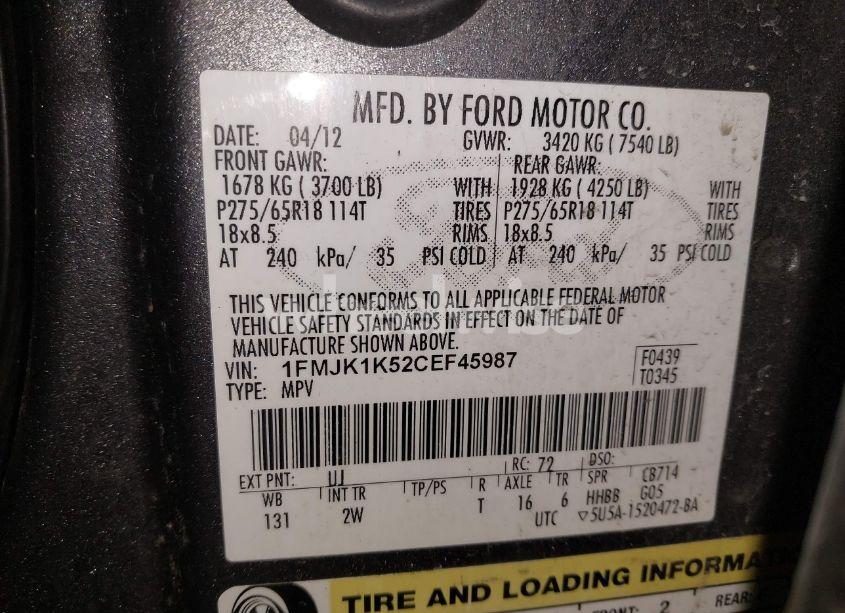 MFD. BY FORD MOTOR CO.
DATE: 04/12 GVWR: 3420 KG ( 7540 LB)
FRONT GAWR: REAR GAWR:
1678 KG ( 3700 LB) WITH 1928 KG ( 4250 LB) WITH
P275/65R18 114T TIRES P275/65R18 114T TIRES
18x8.5 RIMS 18x8.5 RIMS
AT 240 kPa/ 35 PSI COLD AT 240 kPa/ 35 PSI COLD
THIS VEHICLE CONFORMS TO ALL APPLICABLE FEDERAL MOTOR
VEHICLE SAFETY STANDARDS IN EFFECT ON THE DATE OF
MANUFACTURE SHOWN ABOVE.
VIN: 1FMJK1K52CEF45987 F0439
TYPE: MPV T0345
EXT PNT: UJ RC: 72 DSO:
WB INT TR TP/PS R AXLE TR SPR CB714
131 2W T 16 6 HHBB G05
UTC ▽5U5A-1520472-BA
TIRE AND LOADING INFORMATION
FRONT: 2 REAR: